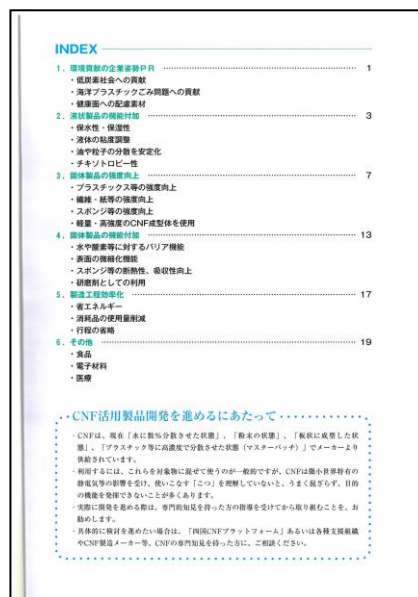 INDEX
1．環境貢献の企業姿勢ＰＲ ………… 1
・低炭素社会への貢献
・海洋プラスチックごみ問題への貢献
・健康面への配慮素材
2．液状製品の機能付加 ………… 3
・保水性・保湿性
・液体の粘度調整
・油や粒子の分散を安定化
・チキソトロピー性
3．固体製品の強度向上 ………… 7
・プラスチックス等の強度向上
・繊維・紙等の強度向上
・スポンジ等の強度向上
・軽量・高強度のCNF成型体を使用
4．固体製品の機能付加 ………… 13
・水や酸素等に対するバリア機能
・表面の微細化機能
・スポンジ等の断熱性、吸収性向上
・研磨剤としての利用
5．製造工程効率化 ………… 17
・省エネルギー
・消耗品の使用量削減
・行程の省略
6．その他 ………… 19
・食品
・電子材料
・医療
CNF活用製品開発を進めるにあたって
・CNFは、現在「水に数%分散させた状態」、「粉末の状態」、「板状に成型した状
態」、「プラスチック等に高濃度で分散させた状態（マスターバッチ）」でメーカーより
供給されています。
・利用するには、これらを対象物に混ぜて使うのが一般的ですが、CNFは微小世界特有の
静電気等の影響を受け、使いこなす「こつ」を理解していないと、うまく混ざらず、目的
の機能を発揮できないことが多くあります。
・実際に開発を進める際は、専門的知見を持った方の指導を受けてから取り組むことを、お
勧めします。
・具体的に検討を進めたい場合は、「四国CNFプラットフォーム」あるいは各種支援組織
やCNF製造メーカー等、CNFの専門知見を持った方に、ご相談ください。